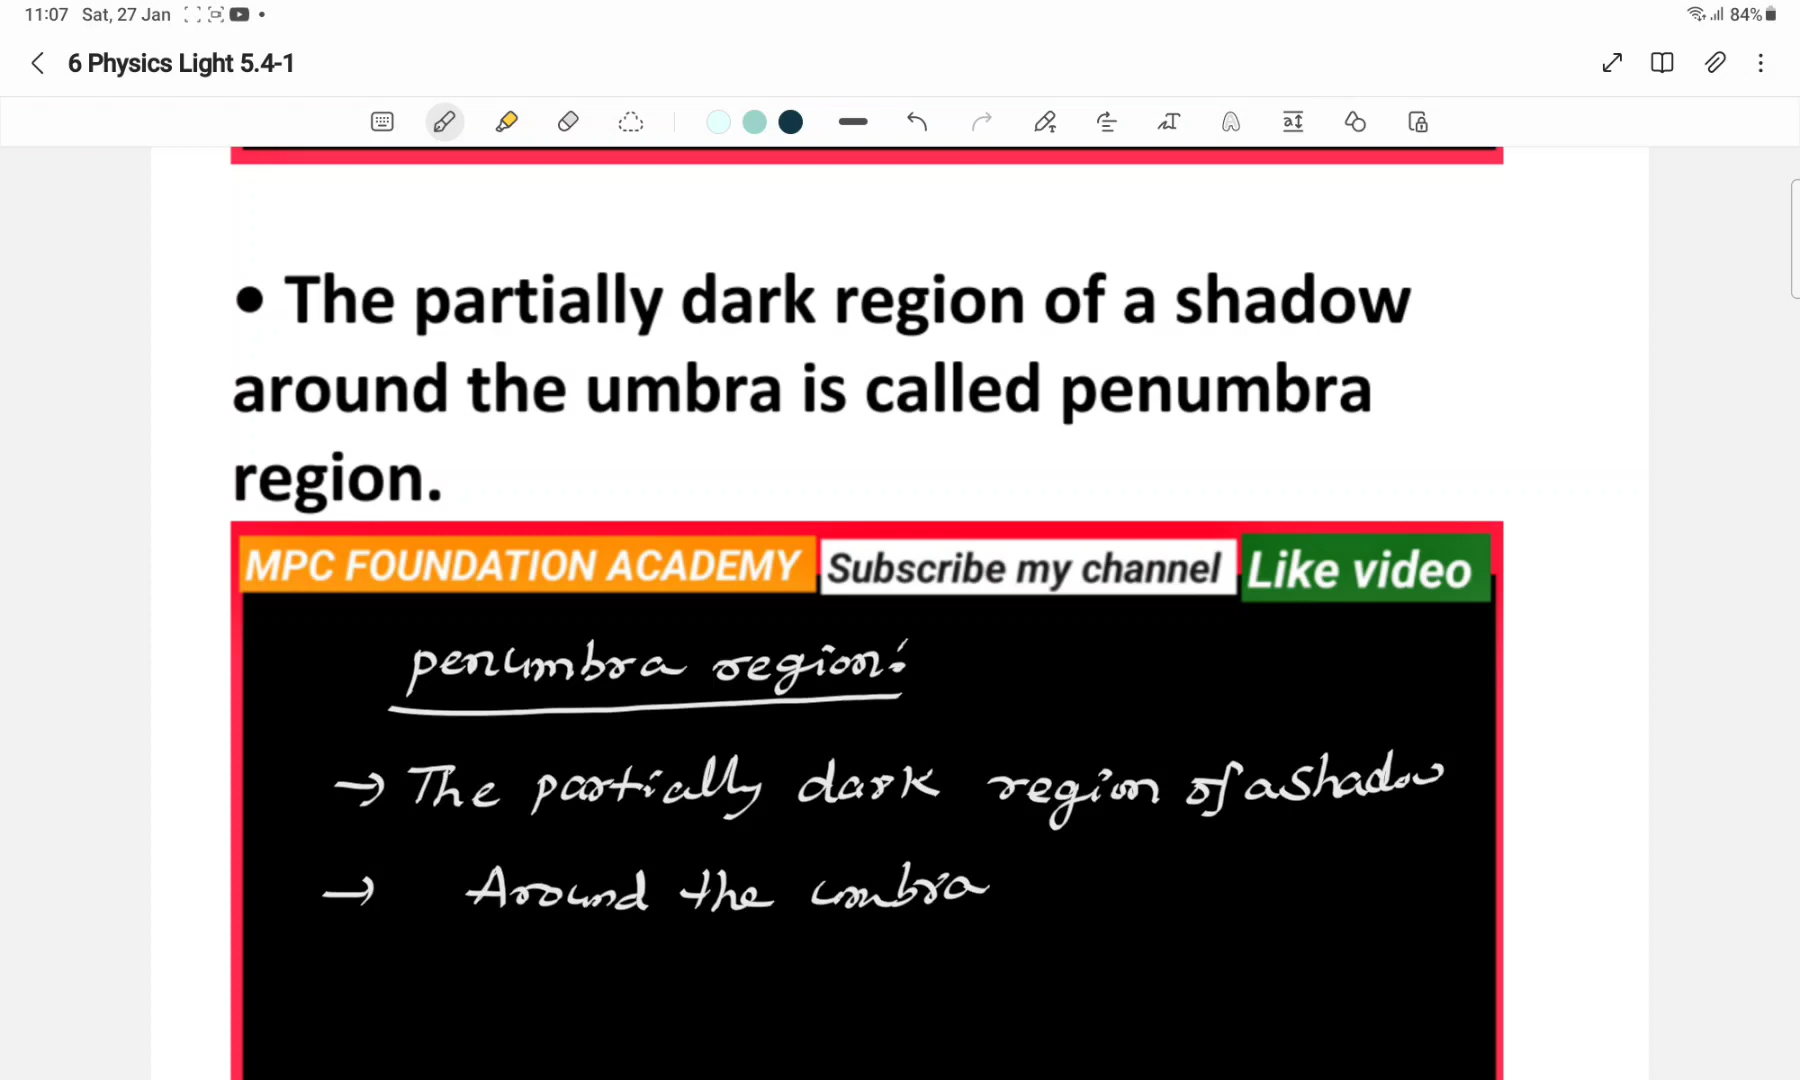 11:07 Sat, 27 Jan 84%
6 Physics Light 5.4-1
• The partially dark region of a shadow
around the umbra is called penumbra
region.
MPC FOUNDATION ACADEMY Subscribe my channel Like video
penumbra region:
→ The partially dark region of a shadow
→ Around the umbra